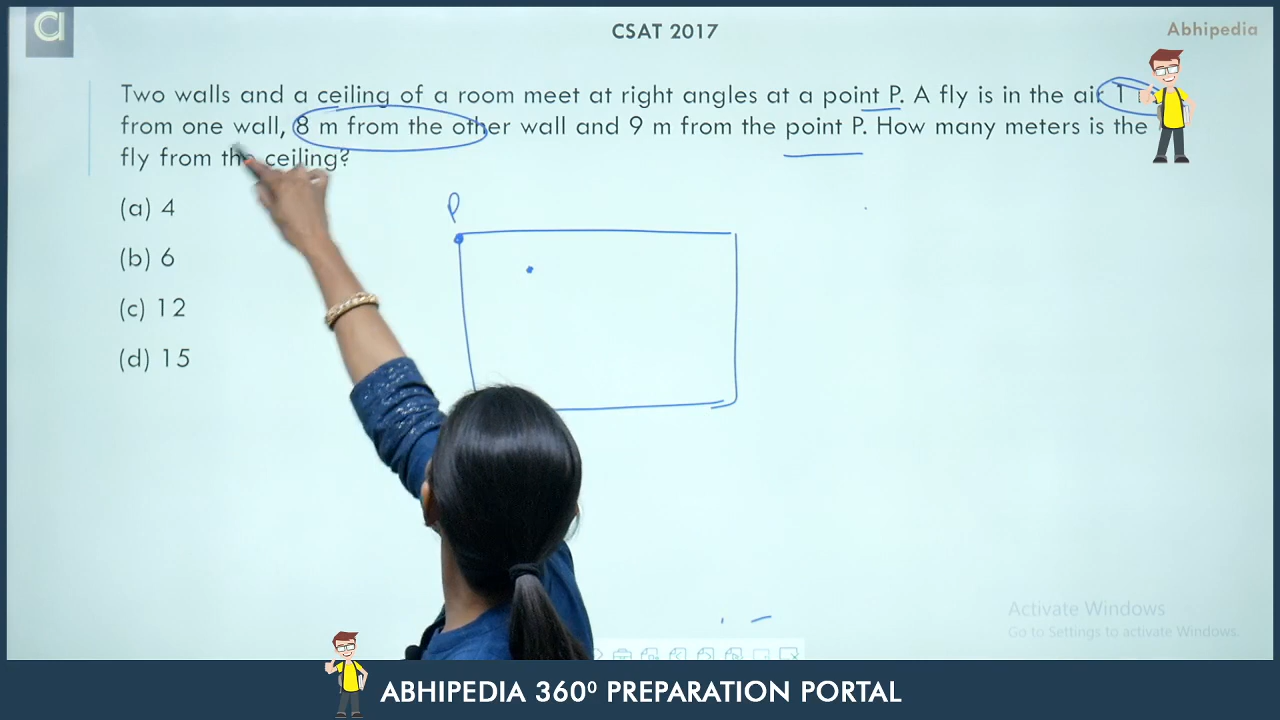 a
CSAT 2017
Abhipedia
Two walls and a ceiling of a room meet at right angles at a point P. A fly is in the air 1
from one wall, 8 m from the other wall and 9 m from the point P. How many meters is the
fly from the ceiling?
(a) 4
(b) 6
(c) 12
(d) 15
P
Activate Windows
Go to Settings to activate Windows.
ABHIPEDIA 360⁰ PREPARATION PORTAL